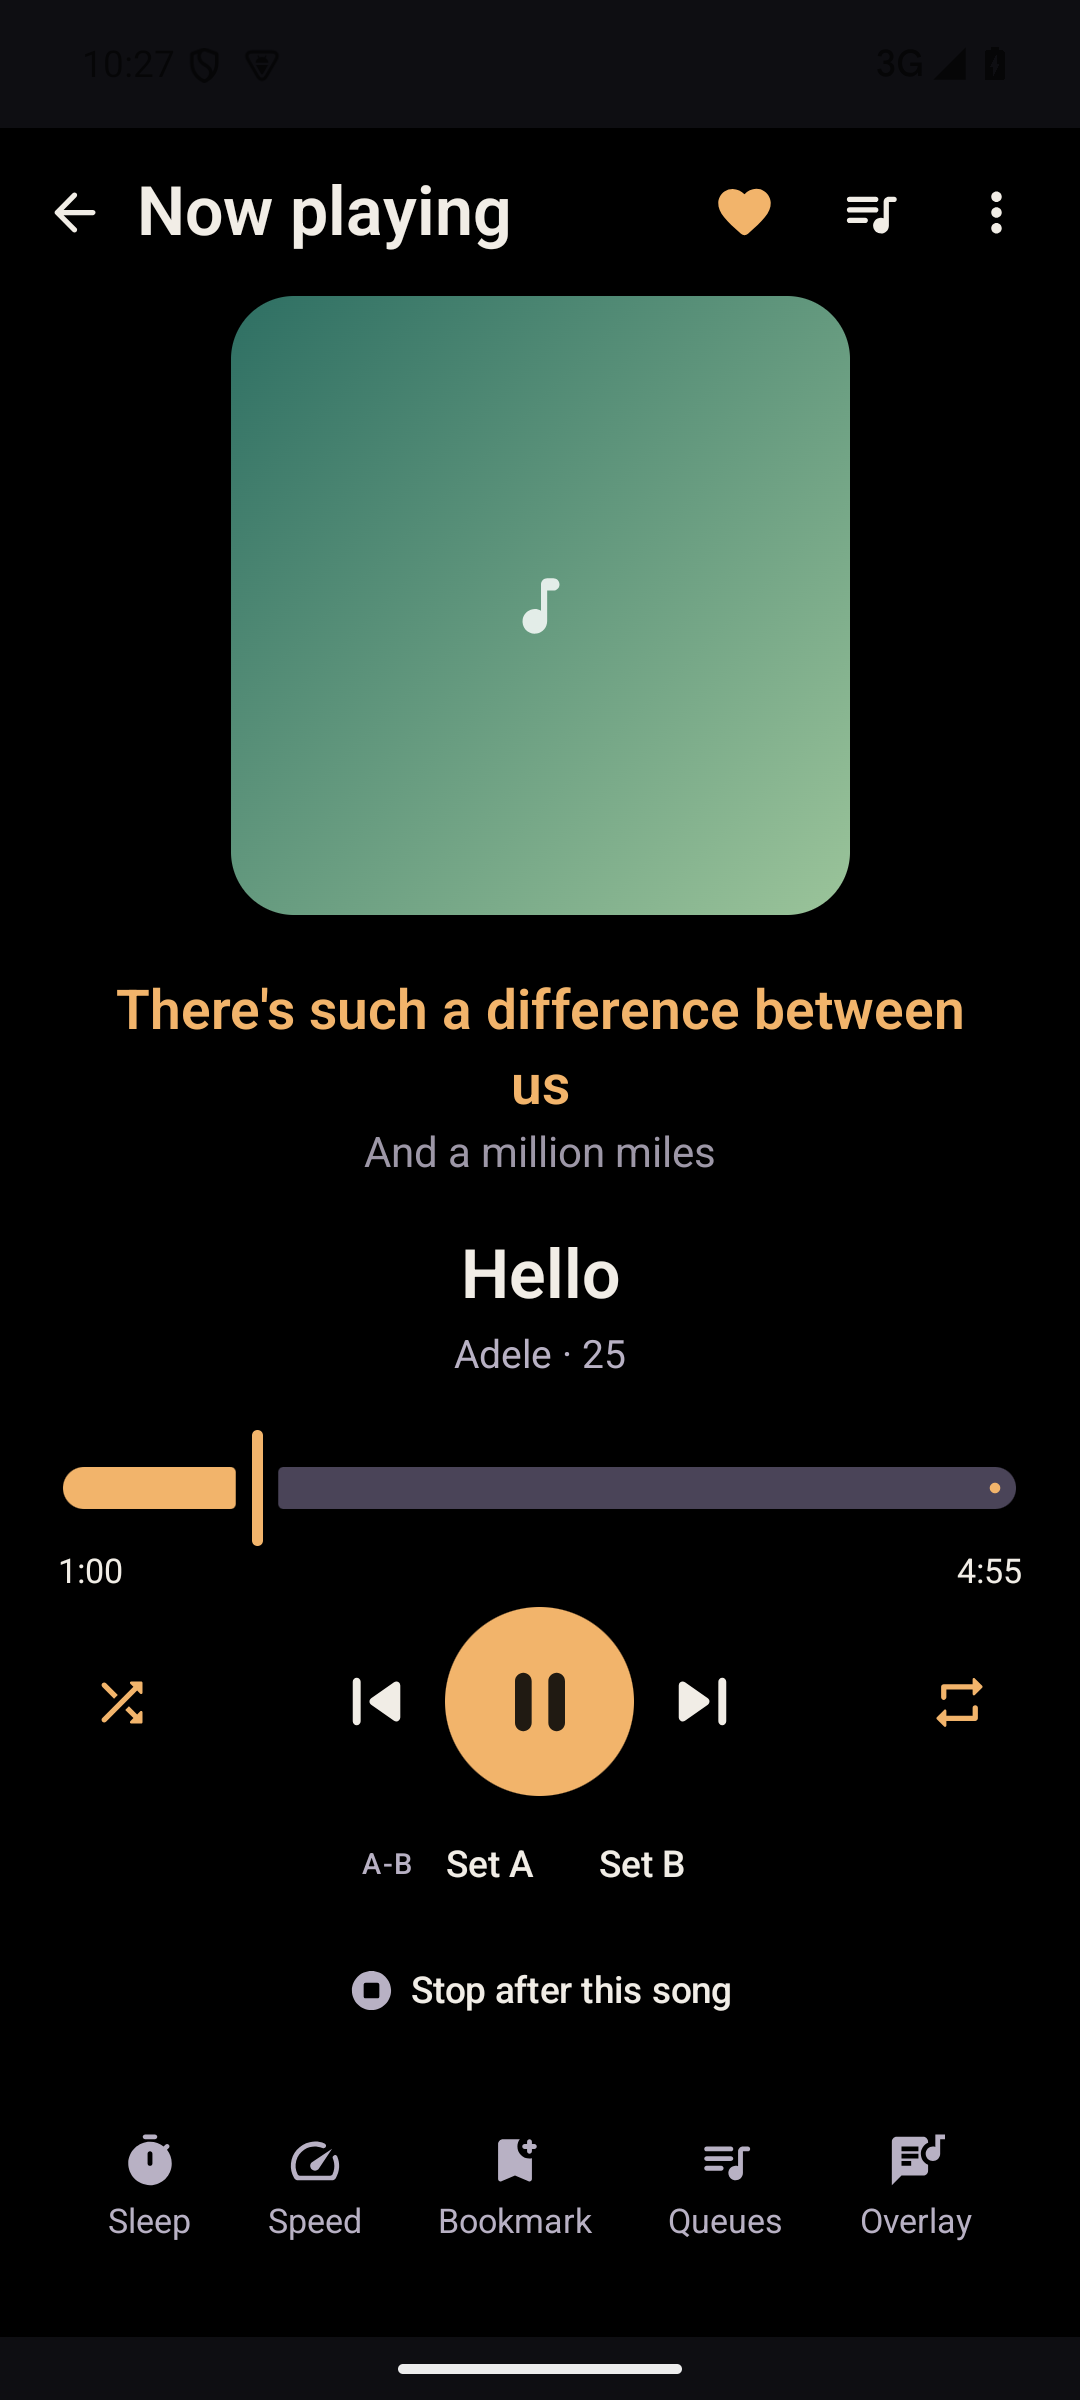 10:27
3G
Now playing
There's such a difference between
us
And a million miles
Hello
Adele · 25
1:00
4:55
A-B Set A Set B
Stop after this song
Sleep Speed Bookmark Queues Overlay